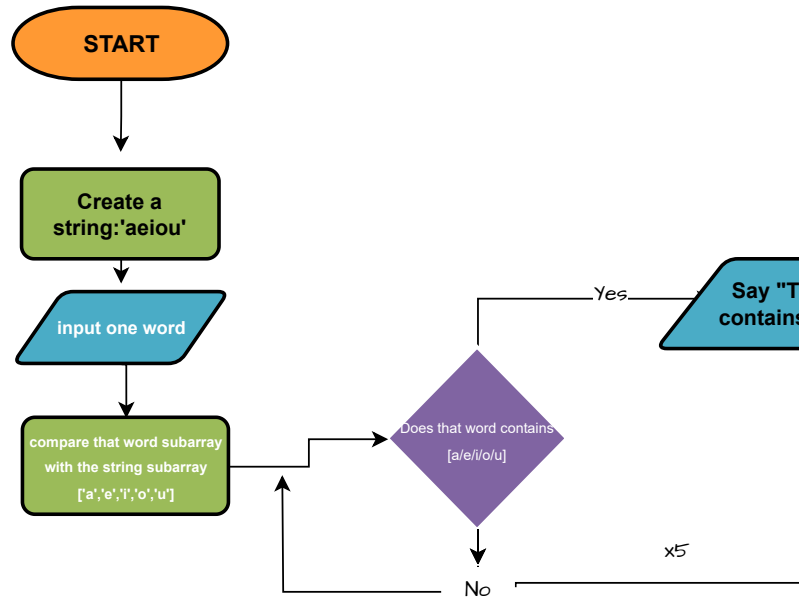 START
Create a
string:'aeiou'
input one word
compare that word subarray
with the string subarray
['a','e','i','o','u']
Does that word contains
[a/e/i/o/u]
Yes
Say "T
contains
No
x5